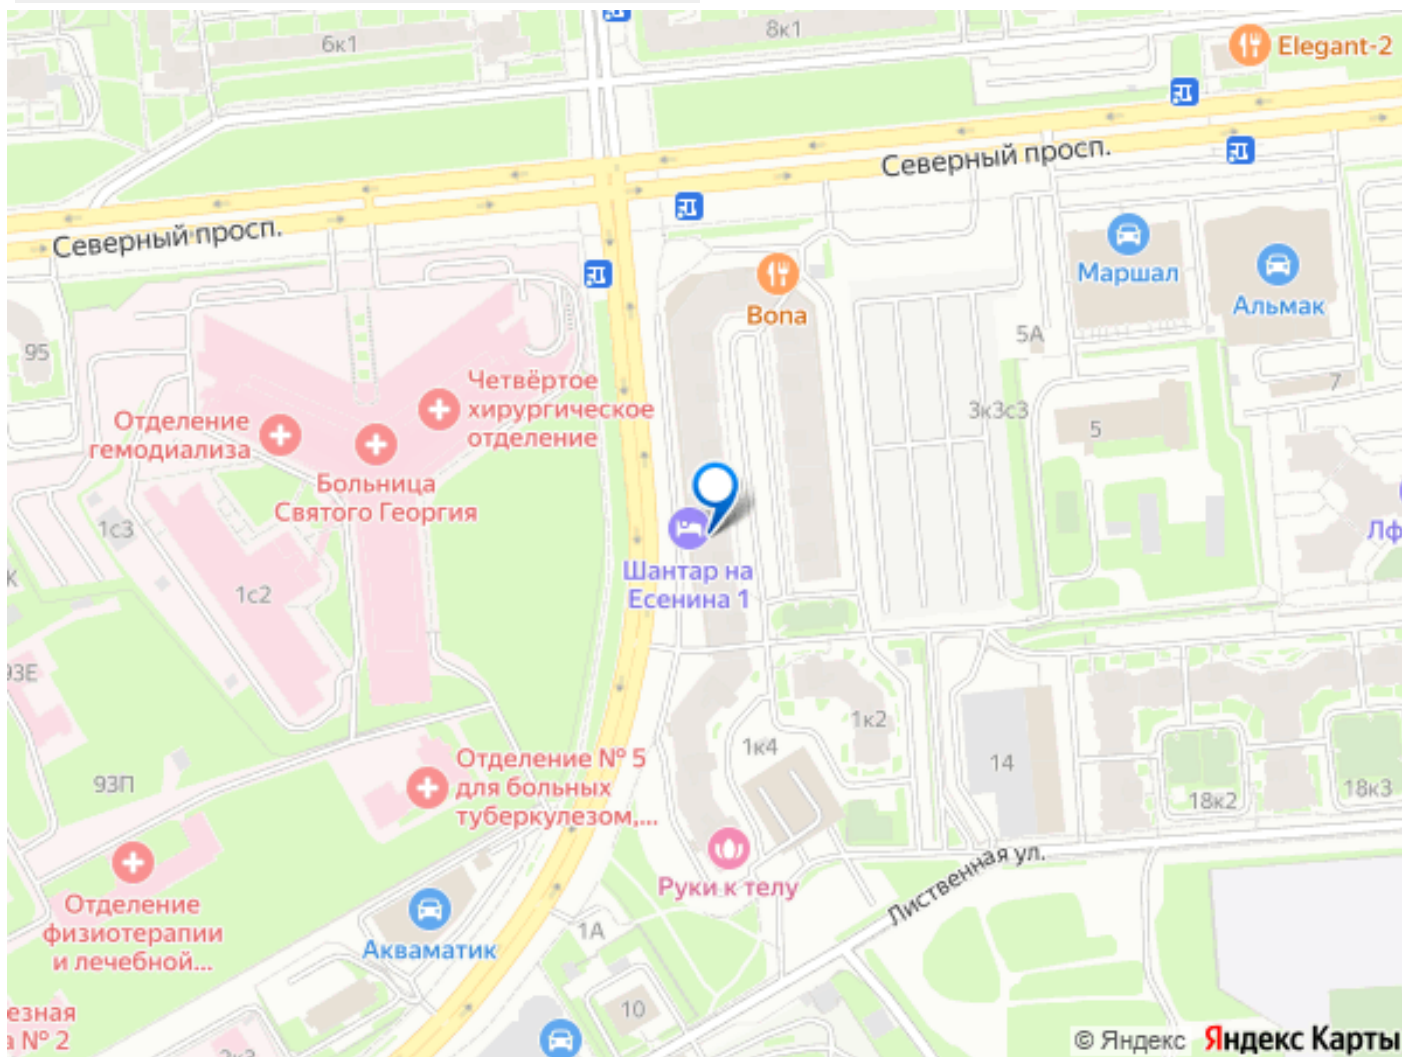 6к1
8к1
Elegant-2
Северный просп.
Северный просп.
Маршал
Альмак
Вопа
95
5А
7
Четвёртое
хирургическое
отделение
Отделение
гемодиализа
3к3с3
5
Больница
Святого Георгия
1с3
Лф
К
Шантар на
Есенина 1
1с2
93Е
1к2
1к4
Отделение № 5
для больных
туберкулезом,...
93П
14
18к2
18к3
Руки к телу
Лиственная ул.
Отделение
физиотерапии
и лечебной...
Акваматик
1А
10
езная
а № 2
© Яндекс Яндекс Карты